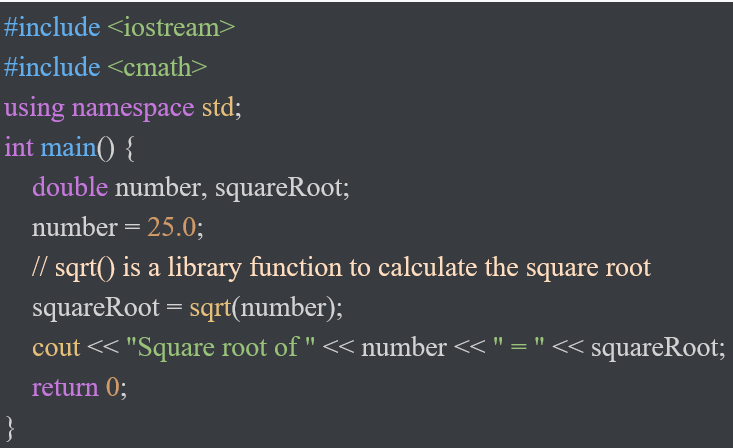 #include <iostream>
#include <cmath>
using namespace std;
int main() {
double number, squareRoot;
number = 25.0;
// sqrt() is a library function to calculate the square root
squareRoot = sqrt(number);
cout << "Square root of " << number << " = " << squareRoot;
return 0;
}